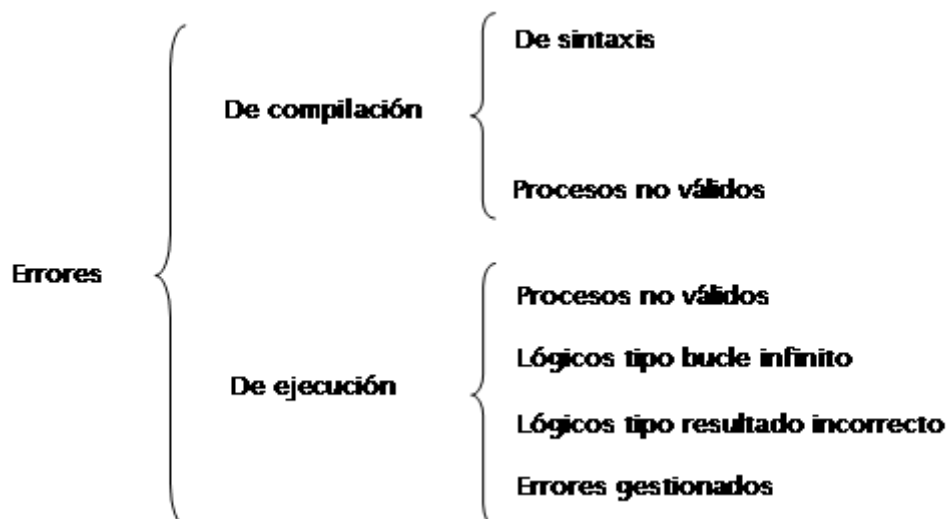 De sintaxis
De compilación
Procesos no válidos
Errores
Procesos no válidos
Lógicos tipo bucle infinito
De ejecución
Lógicos tipo resultado incorrecto
Errores gestionados